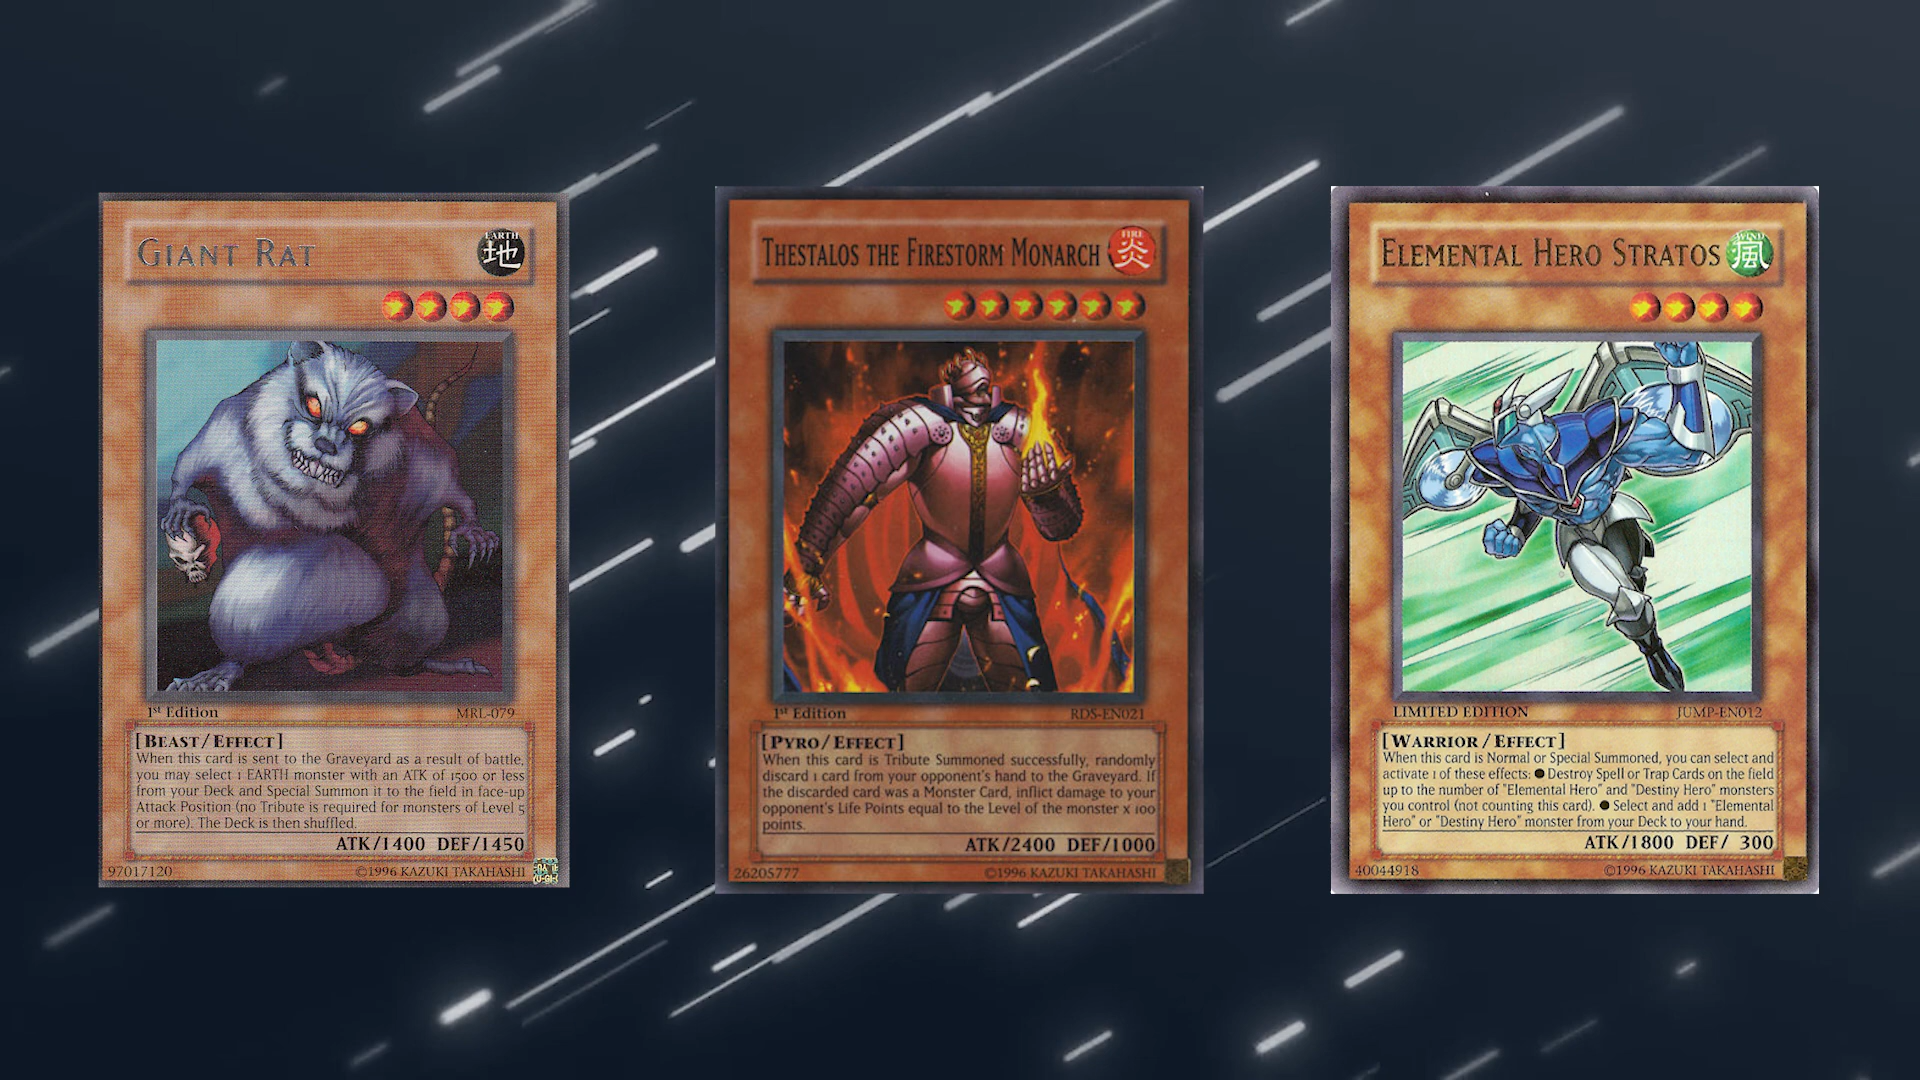 GIANT RAT
EARTH
地
1st Edition
MRL-079
[BEAST/EFFECT]
When this card is sent to the Graveyard as a result of battle,
you may select 1 EARTH monster with an ATK of 1500 or less
from your Deck and Special Summon it to the field in face-up
Attack Position (no Tribute is required for monsters of Level 5
or more). The Deck is then shuffled.
ATK/1400 DEF/1450
97017120
©1996 KAZUKI TAKAHASHI
THESTALOS THE FIRESTORM MONARCH
FIRE
炎
1st Edition
RDS-EN021
[PYRO/EFFECT]
When this card is Tribute Summoned successfully, randomly
discard 1 card from your opponent's hand to the Graveyard. If
the discarded card was a Monster Card, inflict damage to your
opponent's Life Points equal to the Level of the monster x 100
points.
ATK/2400 DEF/1000
26205777
©1996 KAZUKI TAKAHASHI
ELEMENTAL HERO STRATOS
WIND
風
LIMITED EDITION
JUMP-EN012
[WARRIOR/EFFECT]
When this card is Normal or Special Summoned, you can select and
activate 1 of these effects: ● Destroy Spell or Trap Cards on the field
up to the number of "Elemental Hero" and "Destiny Hero" monsters
you control (not counting this card). ● Select and add 1 "Elemental
Hero" or "Destiny Hero" monster from your Deck to your hand.
ATK/1800 DEF/ 300
40044918
©1996 KAZUKI TAKAHASHI